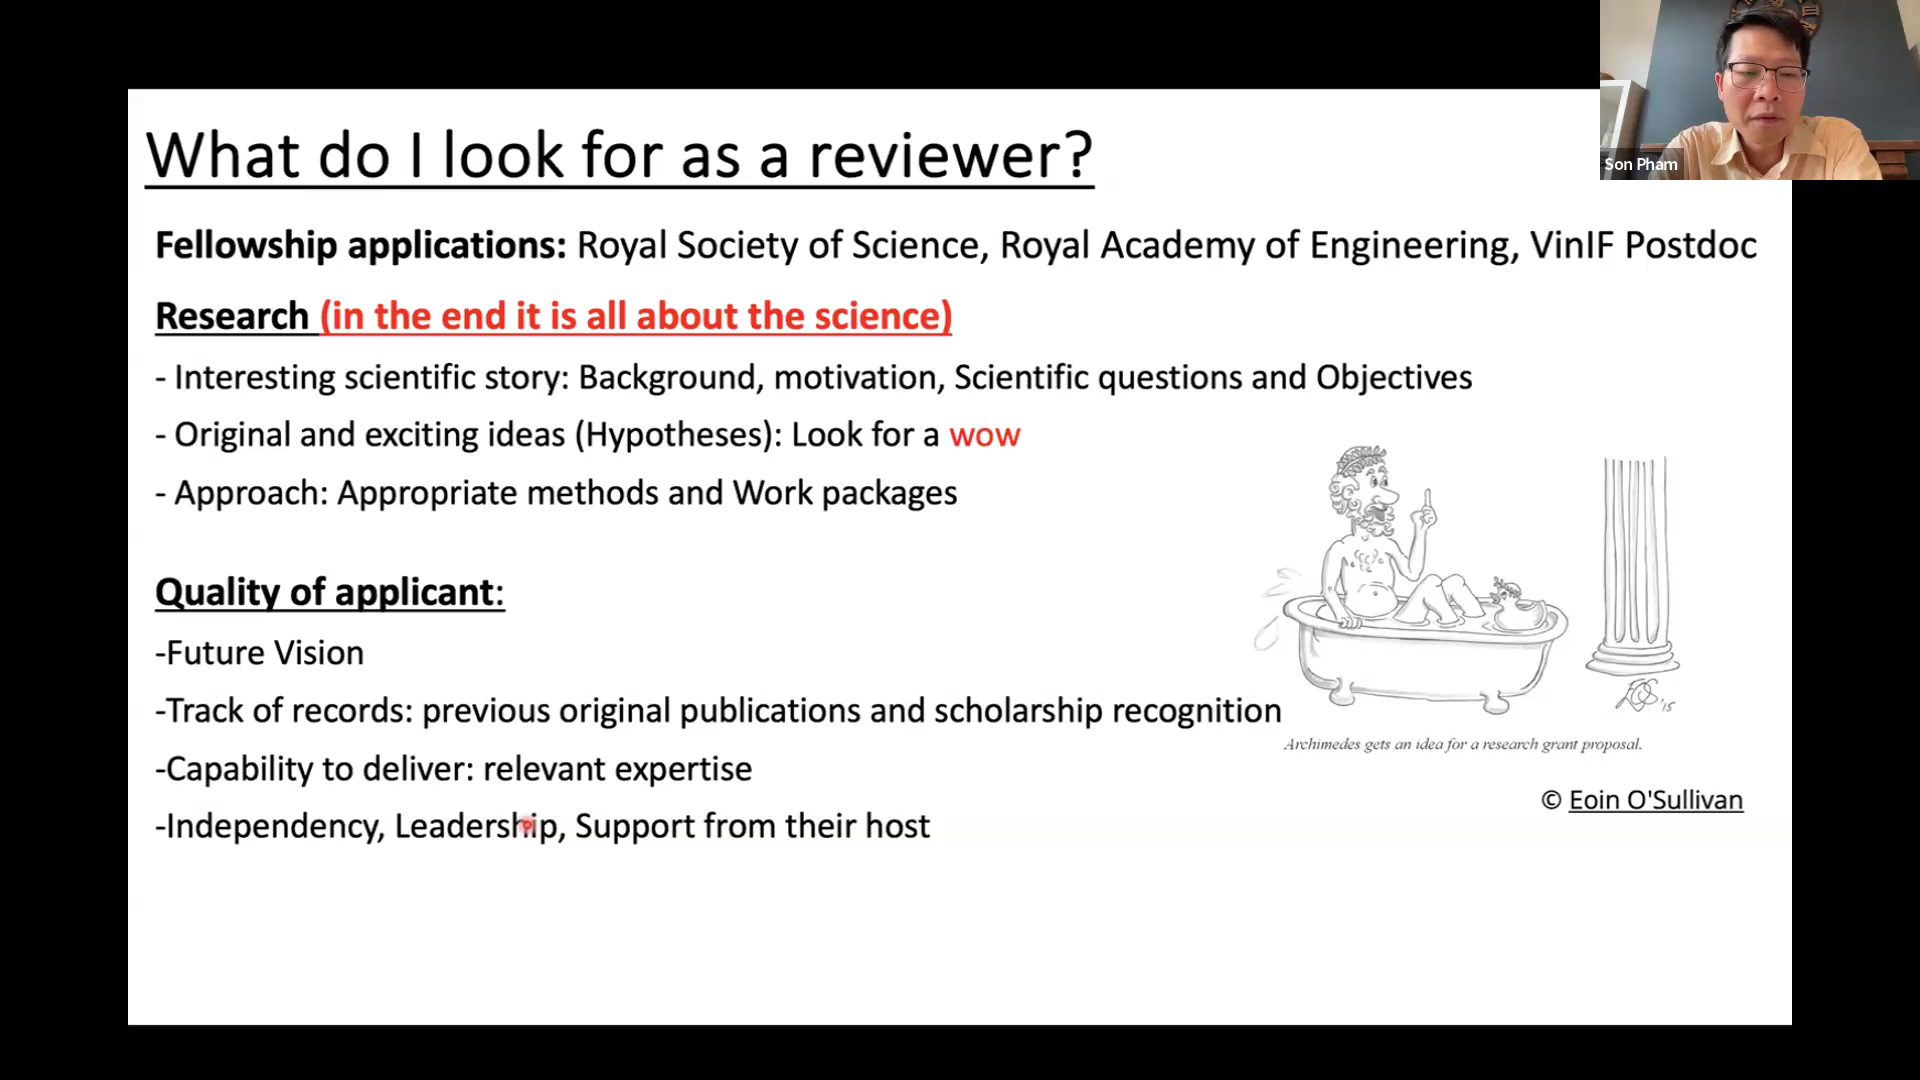 Son Pham
What do I look for as a reviewer?
Fellowship applications: Royal Society of Science, Royal Academy of Engineering, VinIF Postdoc
Research (in the end it is all about the science)
- Interesting scientific story: Background, motivation, Scientific questions and Objectives
- Original and exciting ideas (Hypotheses): Look for a wow
- Approach: Appropriate methods and Work packages
Quality of applicant:
-Future Vision
-Track of records: previous original publications and scholarship recognition
-Capability to deliver: relevant expertise
-Independency, Leadership, Support from their host
Archimedes gets an idea for a research grant proposal.
© Eoin O'Sullivan